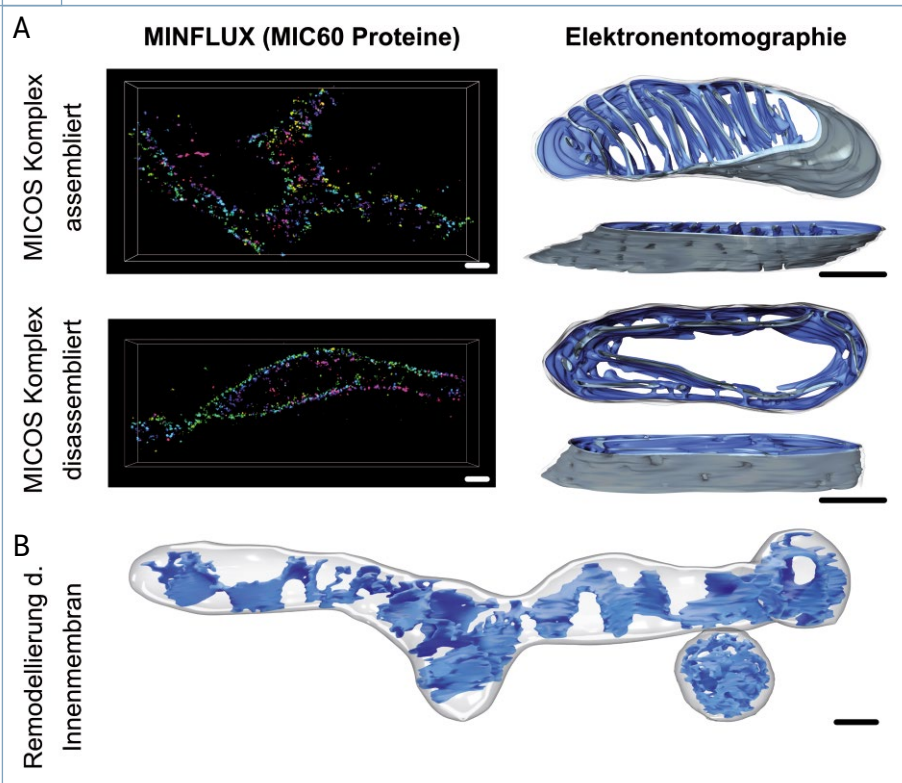 A
MINFLUX (MIC60 Proteine)
Elektronentomographie
MICOS Komplex
assembliert
MICOS Komplex
disassembliert
B
Remodellierung d.
Innenmembran